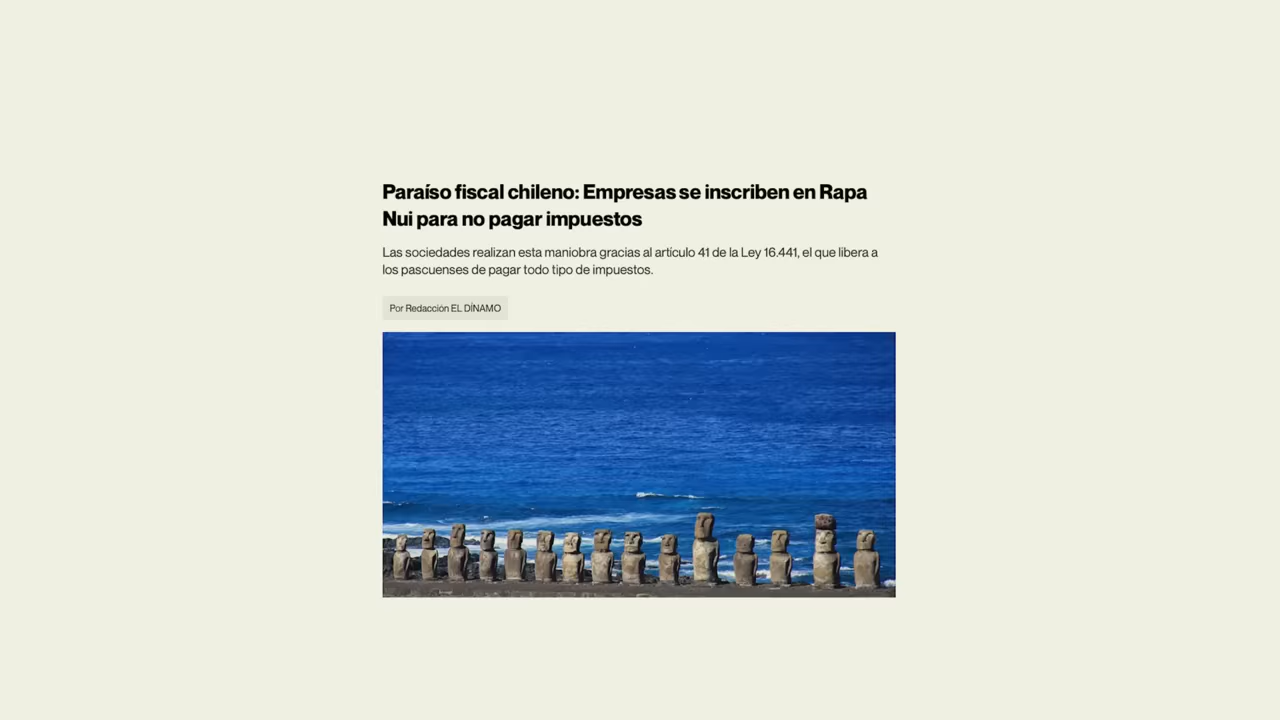 Paraíso fiscal chileno: Empresas se inscriben en Rapa
Nui para no pagar impuestos
Las sociedades realizan esta maniobra gracias al artículo 41 de la Ley 16.441, el que libera a
los pascuenses de pagar todo tipo de impuestos.
Por Redacción EL DÍNAMO